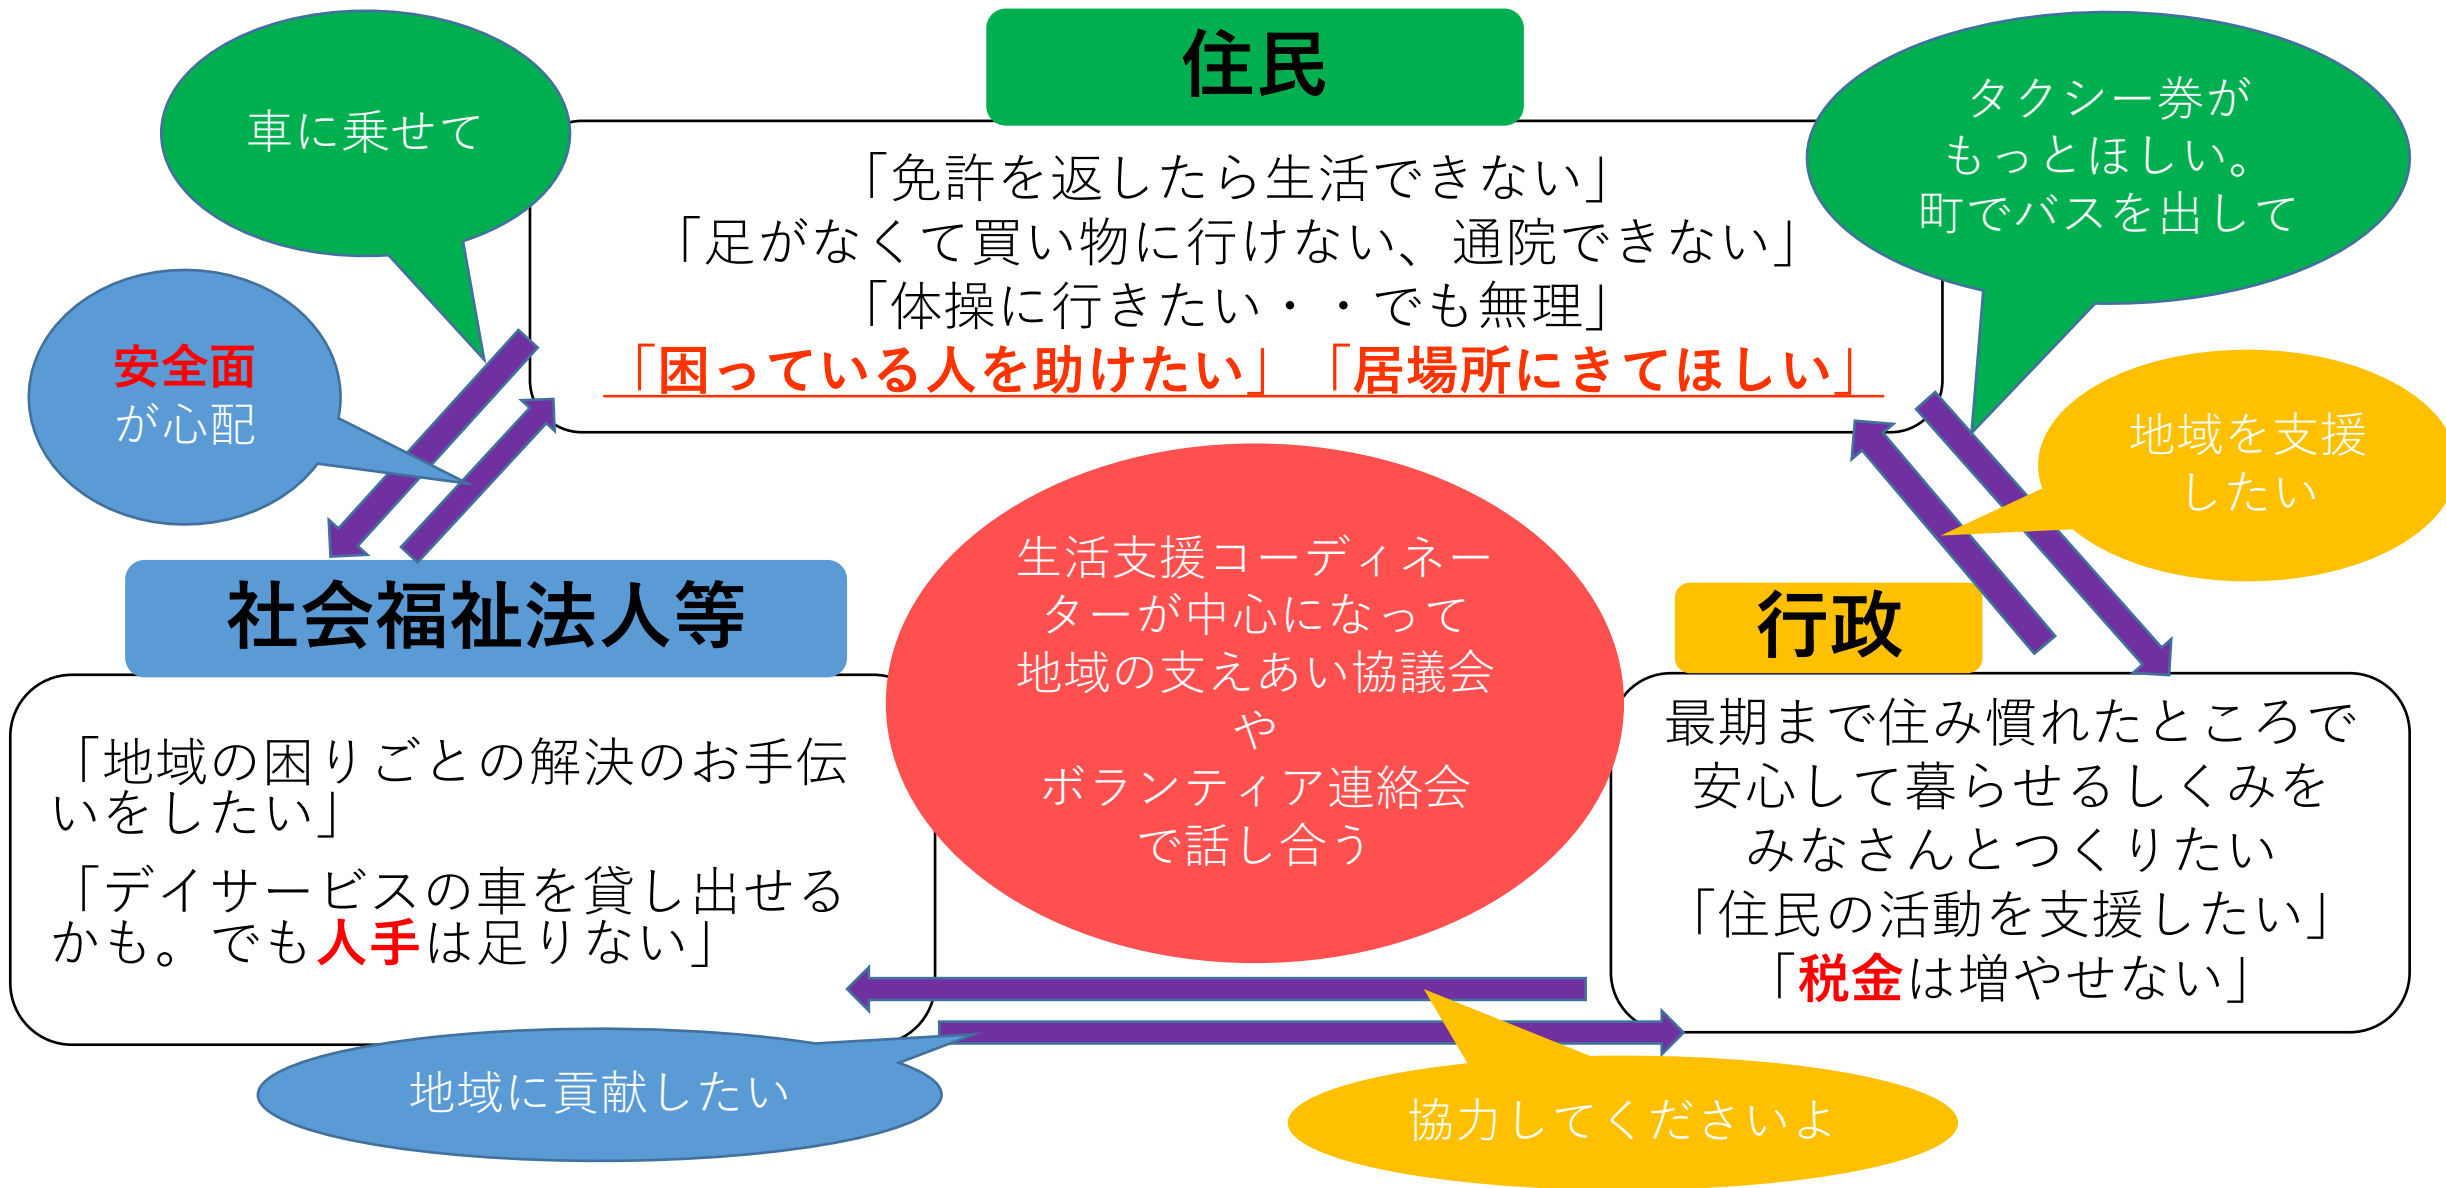 住民
車に乗せて
タクシー券が
もっとほしい。
町でバスを出して
「免許を返したら生活できない」
「足がなくて買い物に行けない、通院できない」
「体操に行きたい・・でも無理」
「困っている人を助けたい」「居場所にきてほしい」
安全面
が心配
地域を支援
したい
生活支援コーディネー
ターが中心になって
地域の支えあい協議会
や
ボランティア連絡会
で話し合う
社会福祉法人等
「地域の困りごとの解決のお手伝
いをしたい」
「デイサービスの車を貸し出せる
かも。でも人手は足りない」
行政
最期まで住み慣れたところで
安心して暮らせるしくみを
みなさんとつくりたい
「住民の活動を支援したい」
「税金は増やせない」
地域に貢献したい
協力してくださいよ